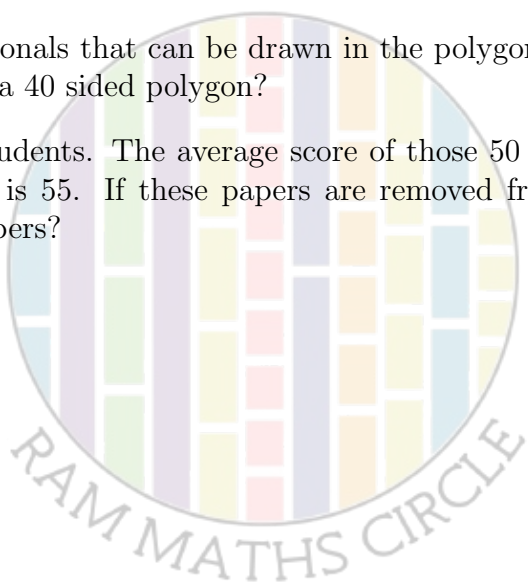 onals that can be drawn in the polygon
a 40 sided polygon?
udents. The average score of those 50
is 55. If these papers are removed fr
pers?
RAM MATHS CIRCLE